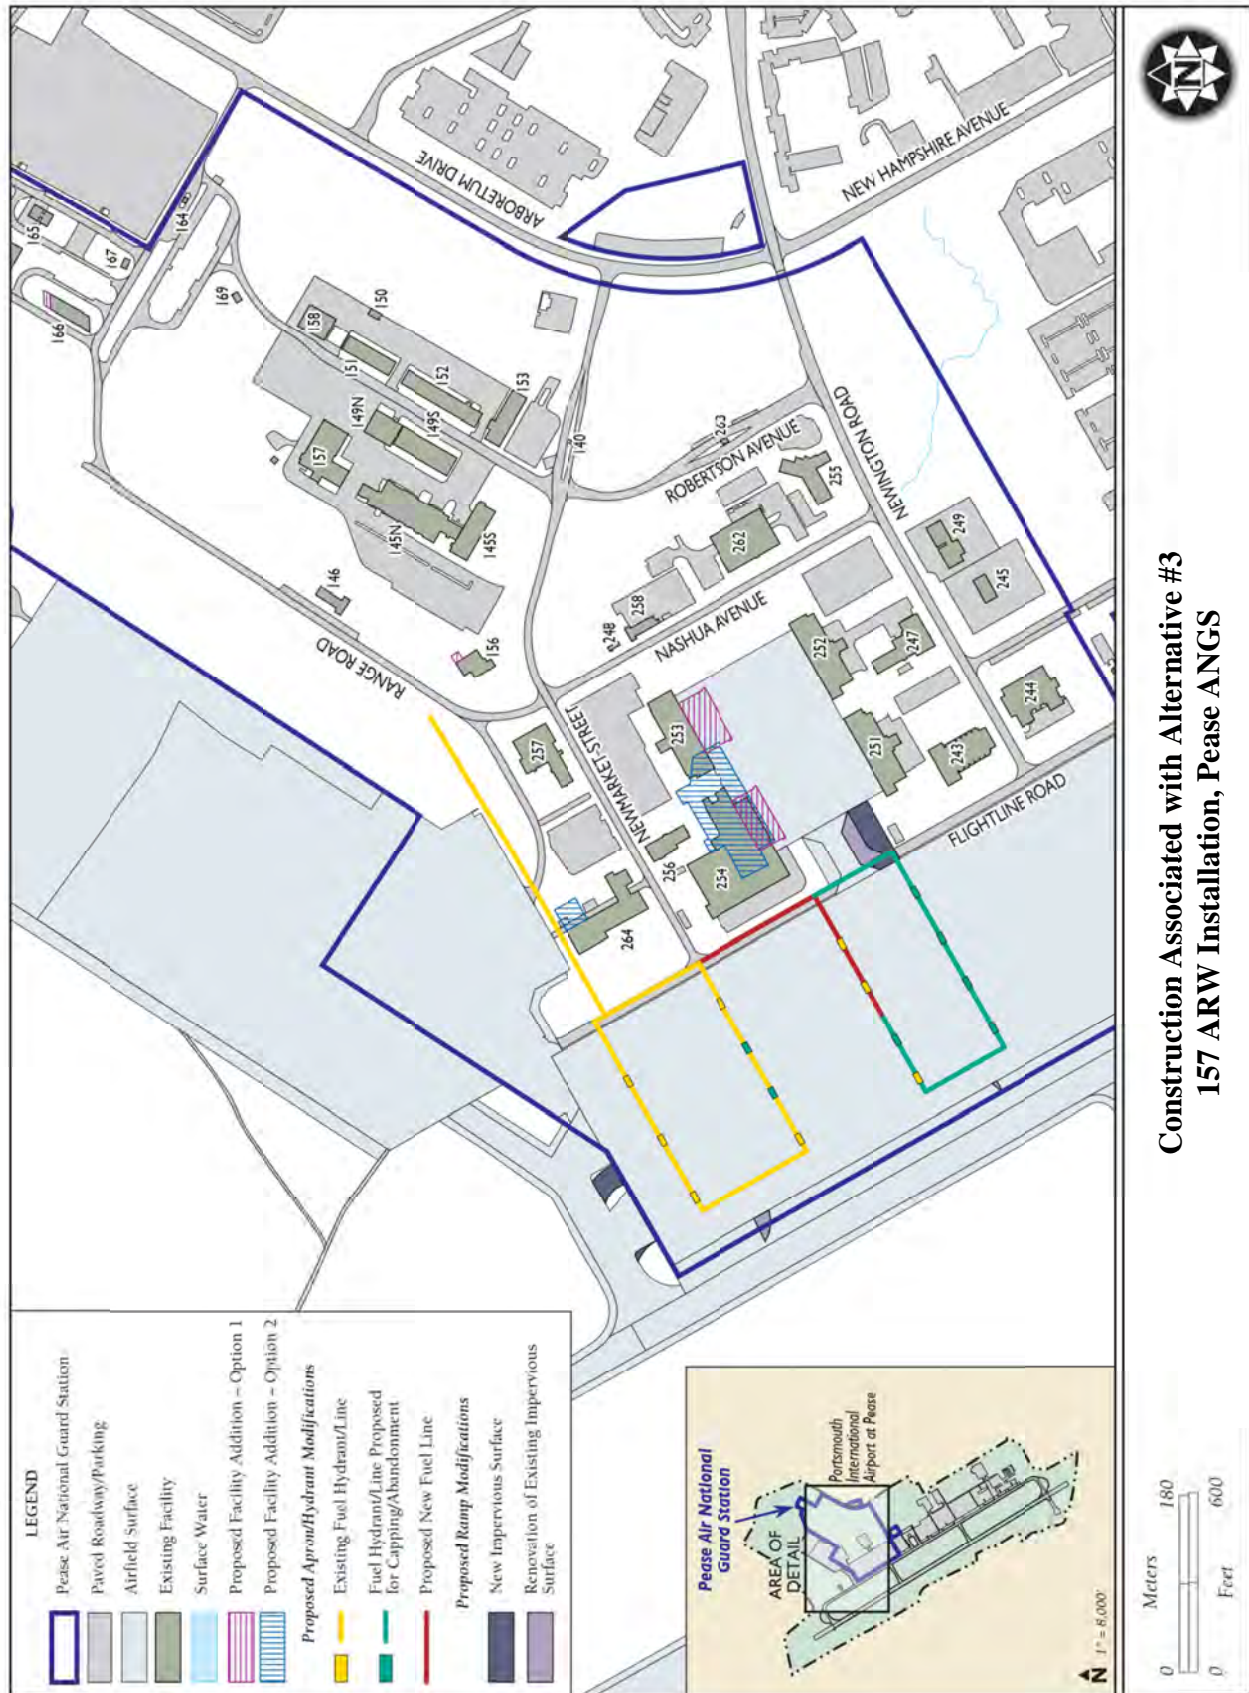 LEGEND
Pease Air National Guard Station
Paved Roadway/Parking
Airfield Surface
Existing Facility
Surface Water
Proposed Facility Addition – Option 1
Proposed Facility Addition – Option 2
Proposed Apron/Hydrant Modifications
Existing Fuel Hydrant/Line
Fuel Hydrant/Line Proposed
for Capping/Abandonment
Proposed New Fuel Line
Proposed Ramp Modifications
New Impervious Surface
Renovation of Existing Impervious
Surface
Pease Air National
Guard Station
AREA OF
DETAIL
Portsmouth
International
Airport at Pease
N
1" = 8,000'
165
167
164
166
169
158
150
151
152
153
149N
149S
157
145N
145S
146
156
140
ARBORETUM DRIVE
NEW HAMPSHIRE AVENUE
RANGE ROAD
ROBERTSON AVENUE
263
255
262
258
248
NASHUA AVENUE
NEWINGTON ROAD
249
245
252
247
244
251
243
253
257
NEWMARKET STREET
256
254
264
FLIGHTLINE ROAD
N
0
Meters
180
0
Feet
600
Construction Associated with Alternative #3
157 ARW Installation, Pease ANGS